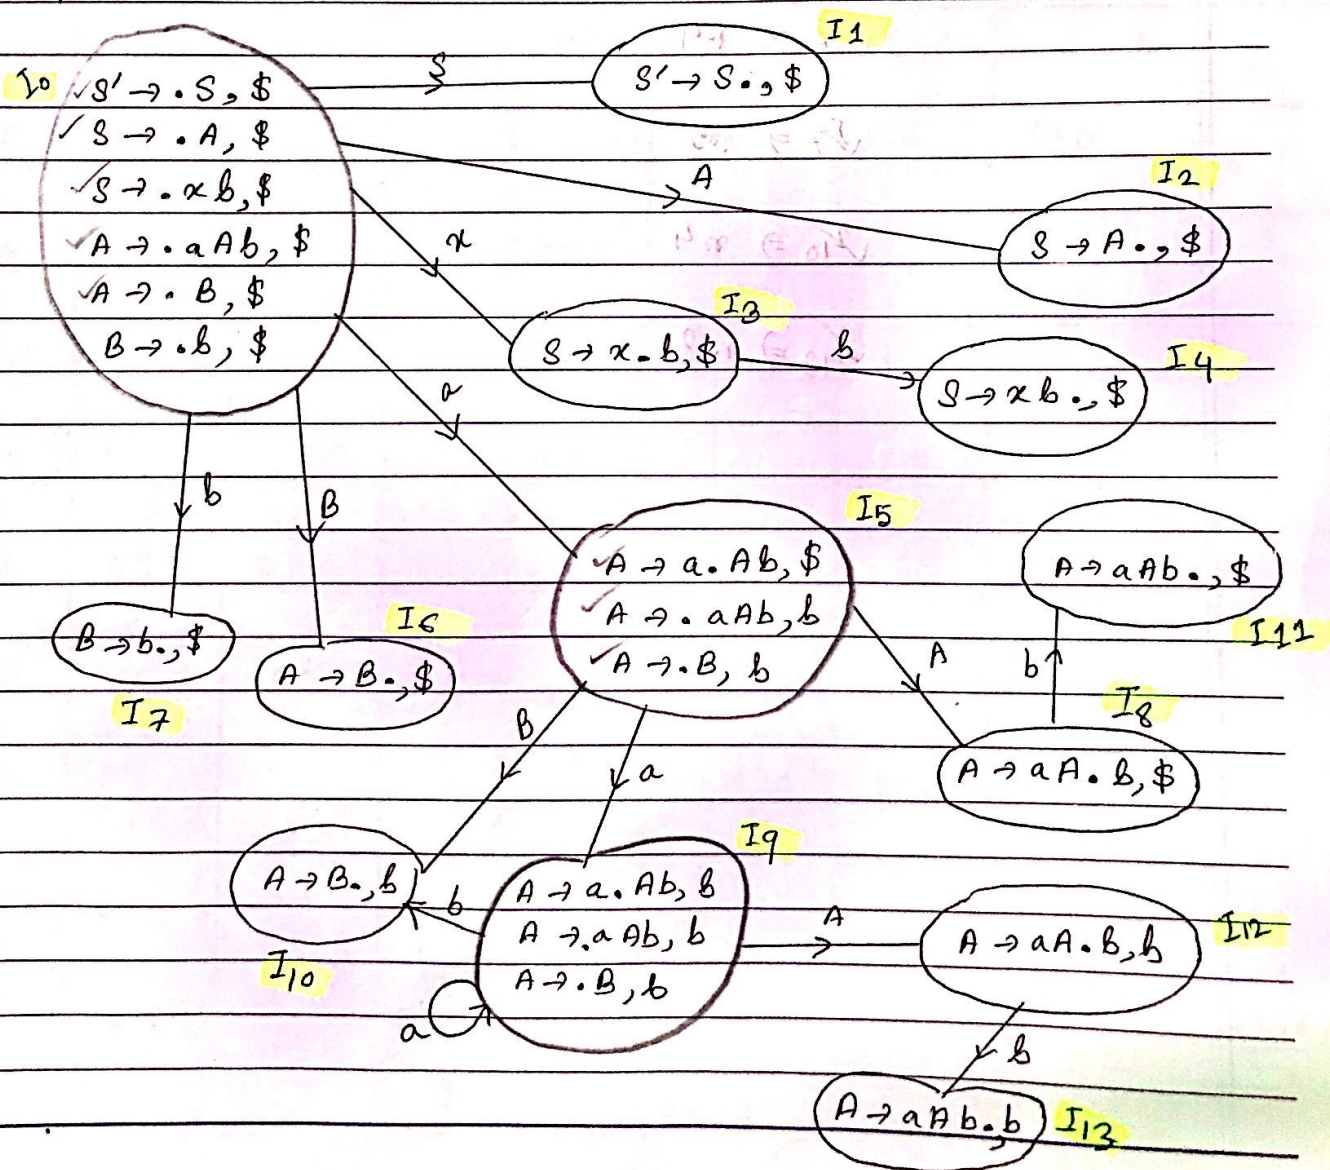 I1
S
S' → S., $
I0
S' → .S, $
S → .A, $
S → .xb, $
A → .aAb, $
A → .B, $
B → .b, $
A
I2
S → A., $
x
I3
S → x.b, $
b
I4
S → xb., $
a
b
B
I5
A → a.Ab, $
A → .aAb, b
A → .B, b
A → aAb., $
I11
B → b., $
I7
I6
A → B., $
A
b
I8
A → aA.b, $
B
a
I9
A → B., b
I10
b
A → a.Ab, b
A → .aAb, b
A → .B, b
a
A
A → aA.b, b
I12
b
A → aAb., b
I13